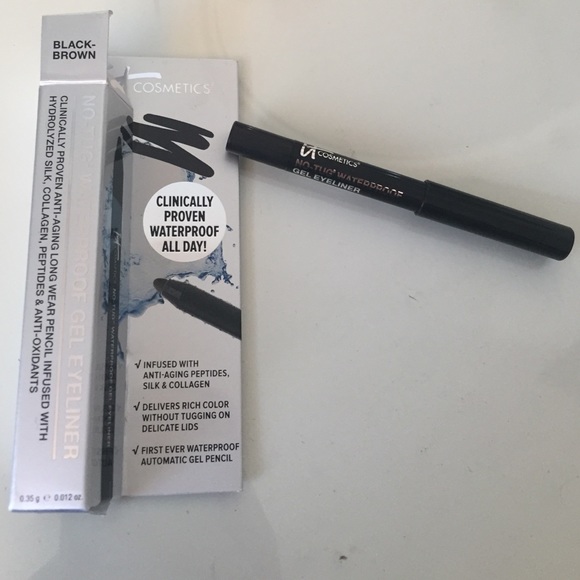 BLACK-
BROWN
COSMETICS
CLINICALLY
PROVEN
WATERPROOF
ALL DAY!
√ INFUSED WITH
ANTI-AGING PEPTIDES,
SILK & COLLAGEN
√ DELIVERS RICH COLOR
WITHOUT TUGGING ON
DELICATE LIDS
√ FIRST EVER WATERPROOF
AUTOMATIC GEL PENCIL
NO-TUG WATERPROOF GEL EYELINER
CLINICALLY PROVEN ANTI-AGING LONG WEAR PENCIL INFUSED WITH
HYDROLYZED SILK, COLLAGEN, PEPTIDES & ANTI-OXIDANTS
0.35 g ℮ 0.012 oz.
iT COSMETICS
NO-TUG WATERPROOF
GEL EYELINER